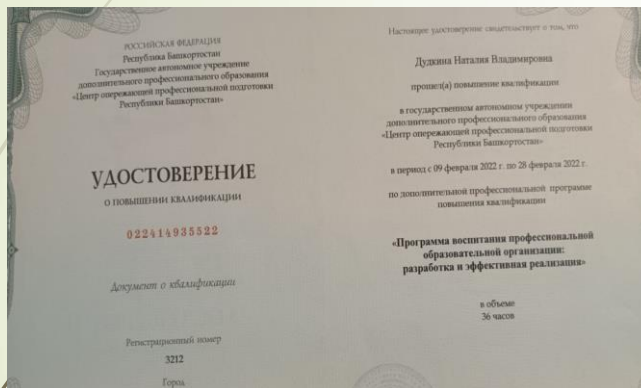 РОССИЙСКАЯ ФЕДЕРАЦИЯ
Республика Башкортостан
Государственное автономное учреждение
дополнительного профессионального образования
«Центр опережающей профессиональной подготовки
Республики Башкортостан»
УДОСТОВЕРЕНИЕ
О ПОВЫШЕНИИ КВАЛИФИКАЦИИ
022414935522
Документ о квалификации
Регистрационный номер
3212
Город
Настоящее удостоверение свидетельствует о том, что
Дудкина Наталия Владимировна
прошел(а) повышение квалификации
в государственном автономном учреждении
дополнительного профессионального образования
«Центр опережающей профессиональной подготовки
Республики Башкортостан»
в период с 09 февраля 2022 г. по 28 февраля 2022 г.
по дополнительной профессиональной программе
повышения квалификации
«Программа воспитания профессиональной
образовательной организации:
разработка и эффективная реализация»
в объеме
36 часов